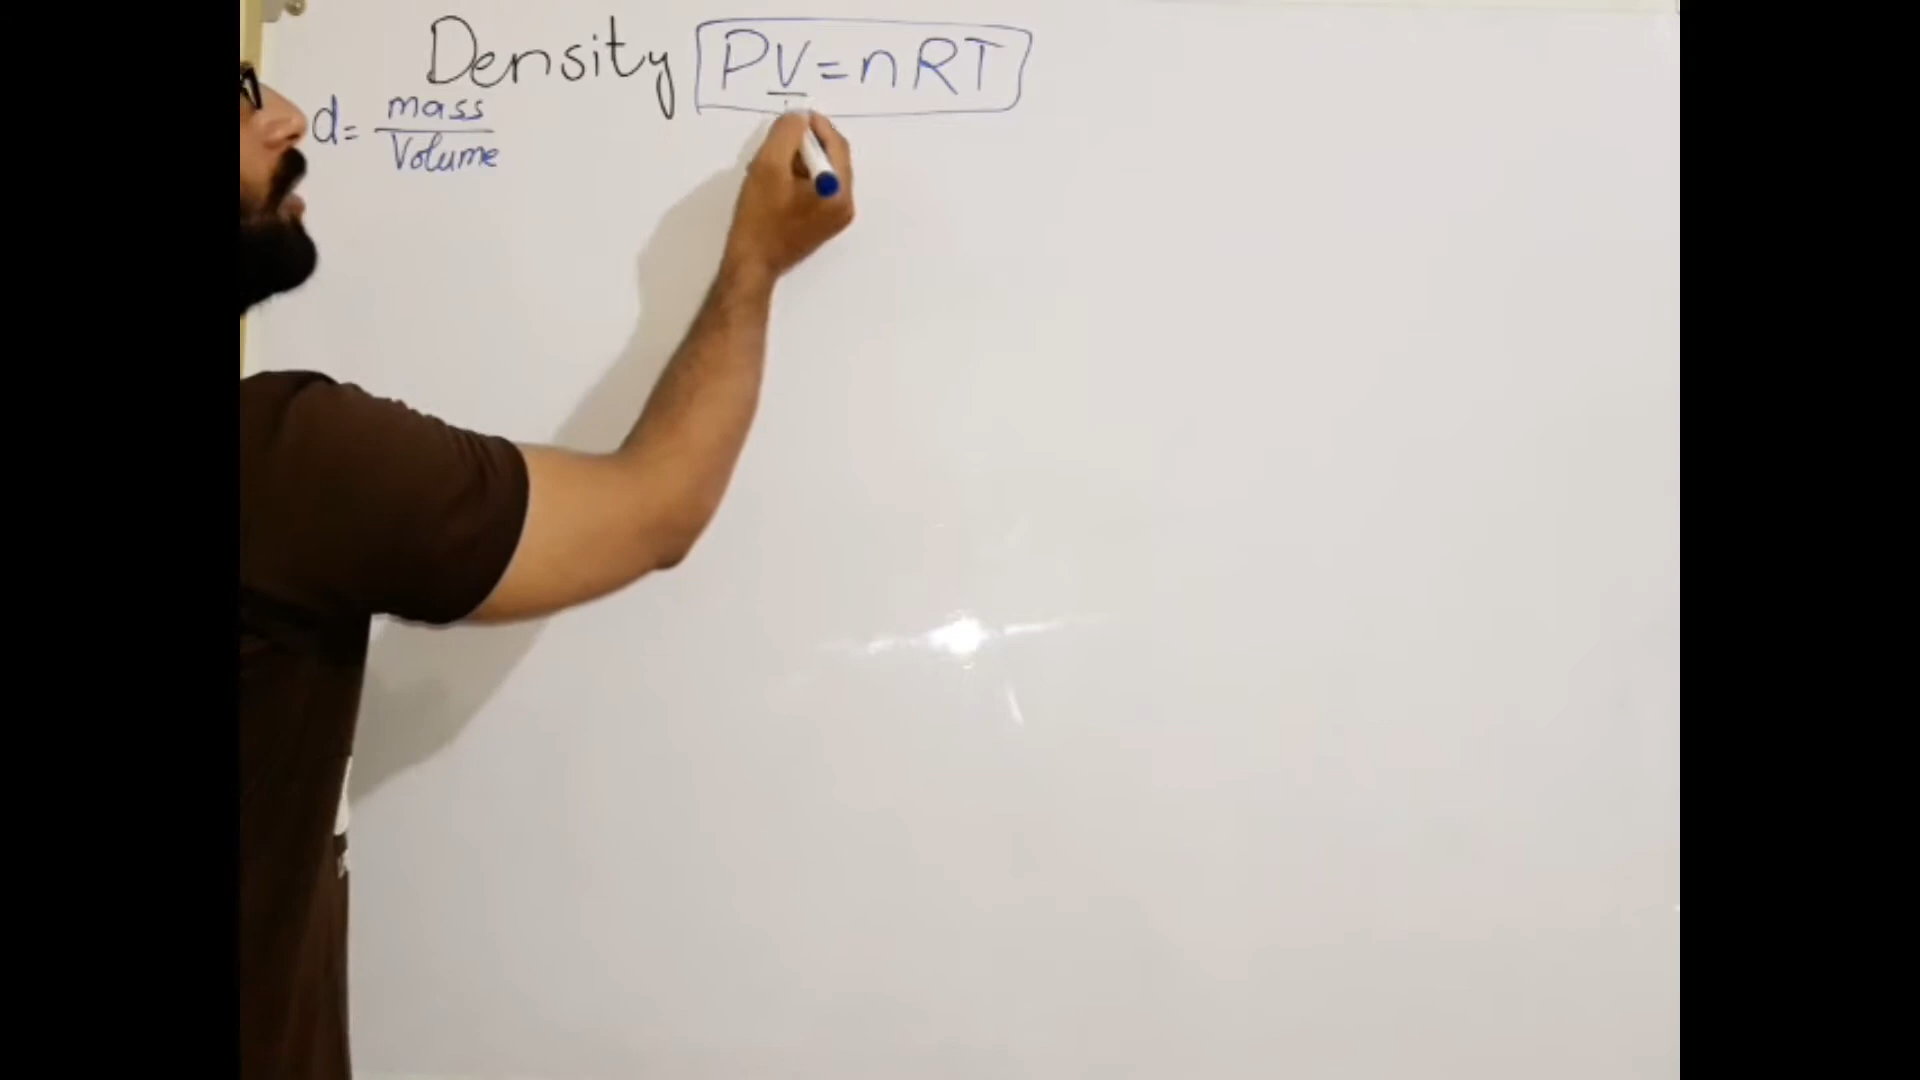 Density PV=nRT
d= mass
Volume